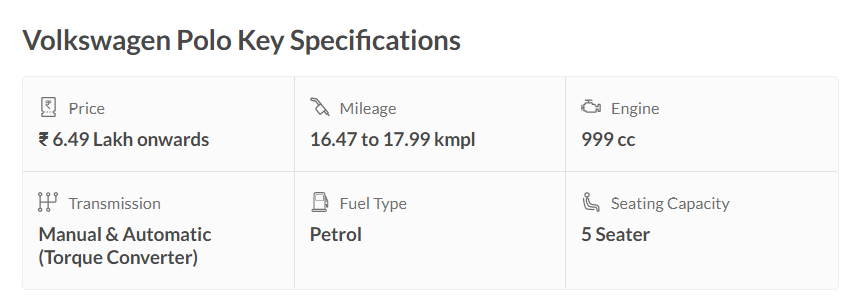 Volkswagen Polo Key Specifications
Price
₹ 6.49 Lakh onwards
Mileage
16.47 to 17.99 kmpl
Engine
999 cc
Transmission
Manual & Automatic
(Torque Converter)
Fuel Type
Petrol
Seating Capacity
5 Seater